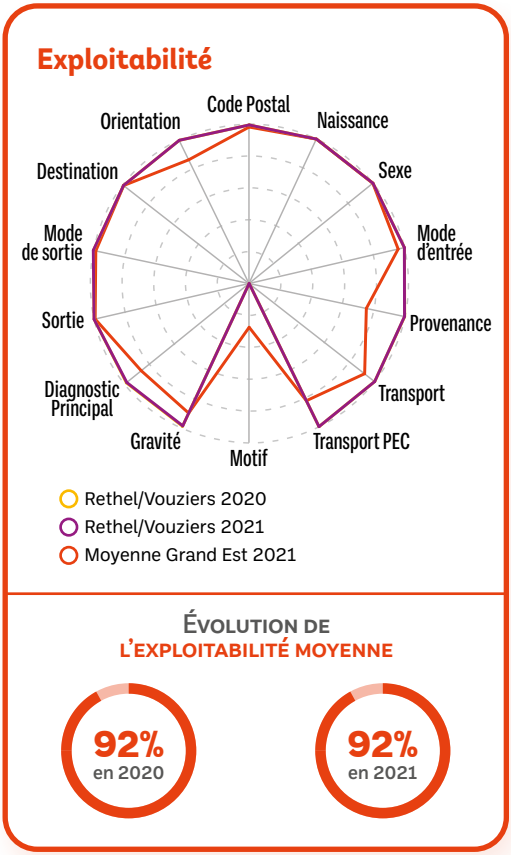 Exploitabilité
Code Postal
Naissance
Sexe
Mode
d'entrée
Provenance
Transport
Transport PEC
Motif
Gravité
Diagnostic
Principal
Sortie
Mode
de sortie
Destination
Orientation
Rethel/Vouziers 2020
Rethel/Vouziers 2021
Moyenne Grand Est 2021
ÉVOLUTION DE
L'EXPLOITABILITÉ MOYENNE
92%
en 2020
92%
en 2021